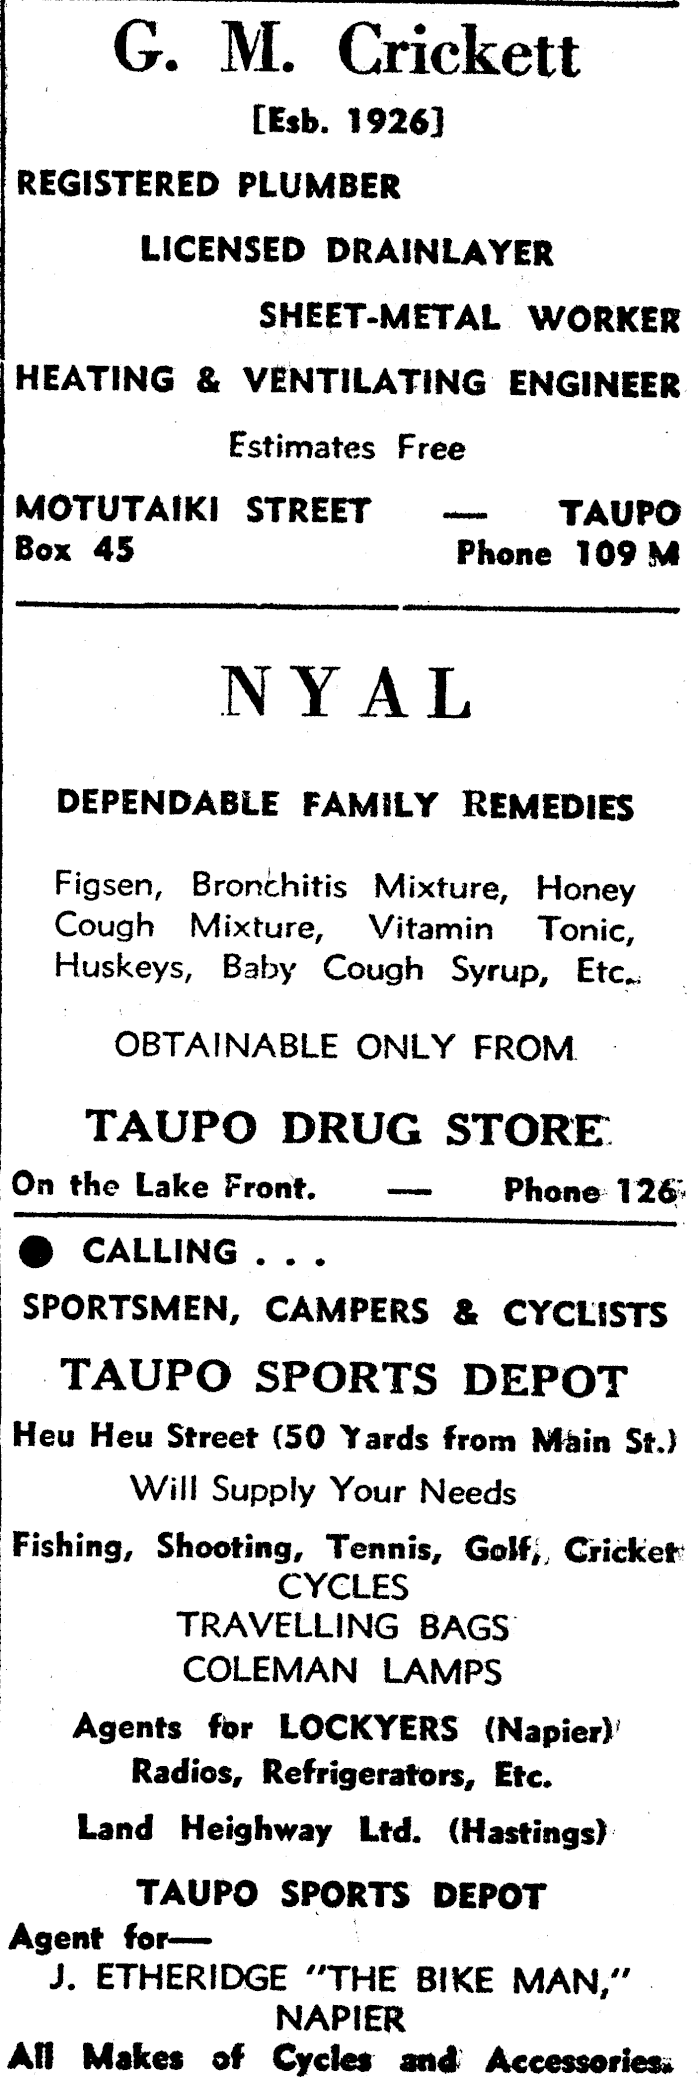 G. M. Crickett
[Esb. 1926]
REGISTERED PLUMBER
LICENSED DRAINLAYER
SHEET-METAL WORKER
HEATING & VENTILATING ENGINEER
Estimates Free
MOTUTAIKI STREET — TAUPO
Box 45 Phone 109 M
NYAL
DEPENDABLE FAMILY REMEDIES
Figsen, Bronchitis Mixture, Honey
Cough Mixture, Vitamin Tonic,
Huskeys, Baby Cough Syrup, Etc.
OBTAINABLE ONLY FROM
TAUPO DRUG STORE
On the Lake Front. — Phone 126
● CALLING . . .
SPORTSMEN, CAMPERS & CYCLISTS
TAUPO SPORTS DEPOT
Heu Heu Street (50 Yards from Main St.)
Will Supply Your Needs
Fishing, Shooting, Tennis, Golf, Cricket
CYCLES
TRAVELLING BAGS
COLEMAN LAMPS
Agents for LOCKYERS (Napier)
Radios, Refrigerators, Etc.
Land Heighway Ltd. (Hastings)
TAUPO SPORTS DEPOT
Agent for—
J. ETHERIDGE "THE BIKE MAN,"
NAPIER
All Makes of Cycles and Accessories.